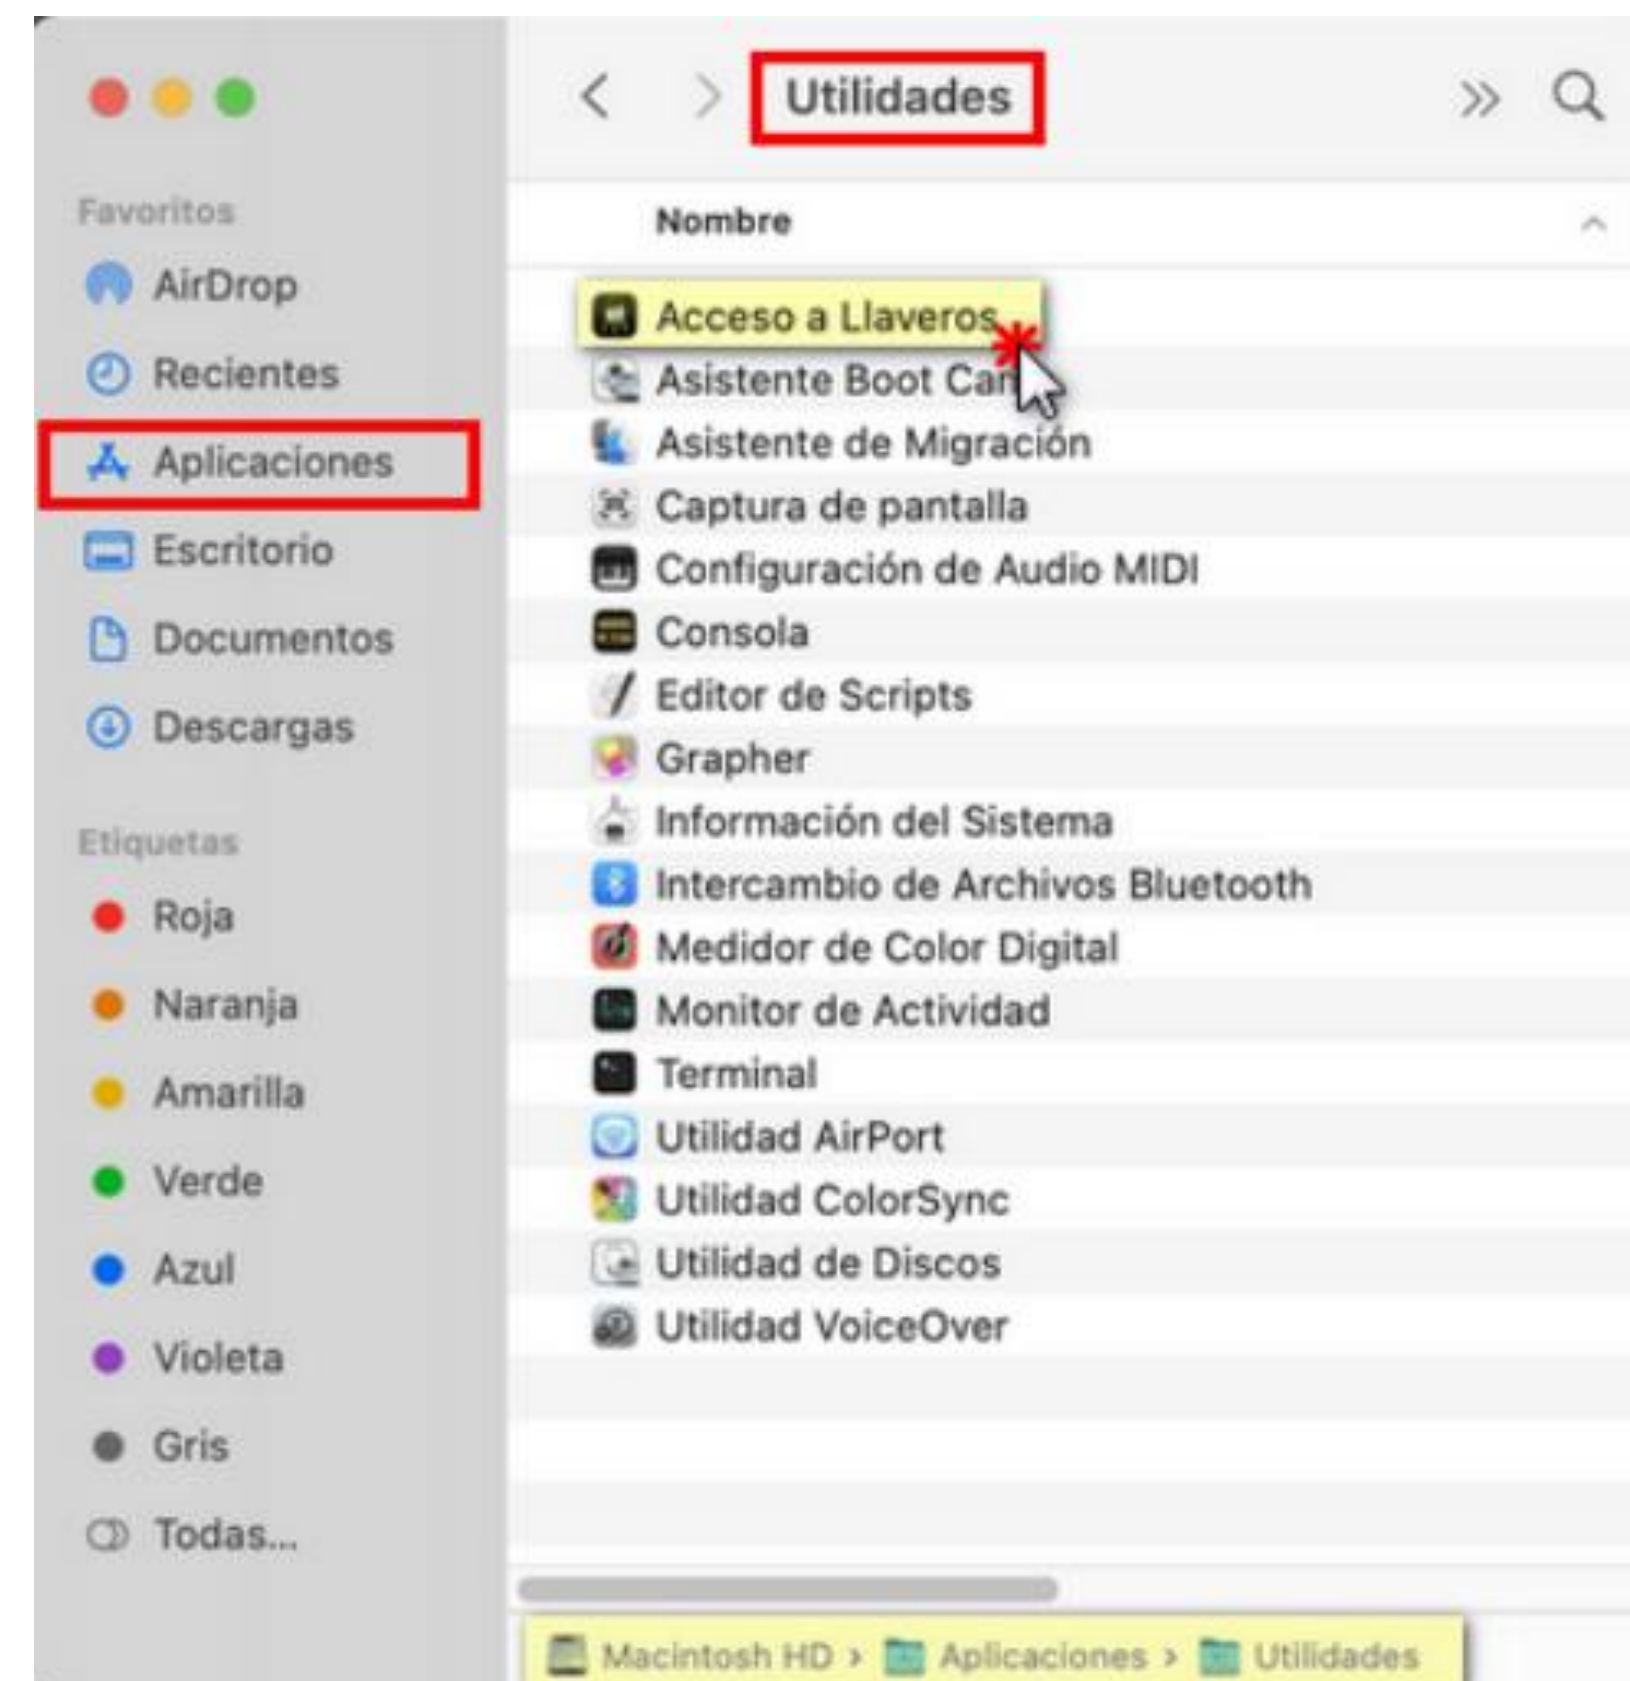 Utilidades
Favoritos
AirDrop
Recientes
Aplicaciones
Escritorio
Documentos
Descargas
Etiquetas
Roja
Naranja
Amarilla
Verde
Azul
Violeta
Gris
Todas...
Nombre
Acceso a Llaveros
Asistente Boot Cam
Asistente de Migración
Captura de pantalla
Configuración de Audio MIDI
Consola
Editor de Scripts
Grapher
Información del Sistema
Intercambio de Archivos Bluetooth
Medidor de Color Digital
Monitor de Actividad
Terminal
Utilidad AirPort
Utilidad ColorSync
Utilidad de Discos
Utilidad VoiceOver
Macintosh HD › Aplicaciones › Utilidades